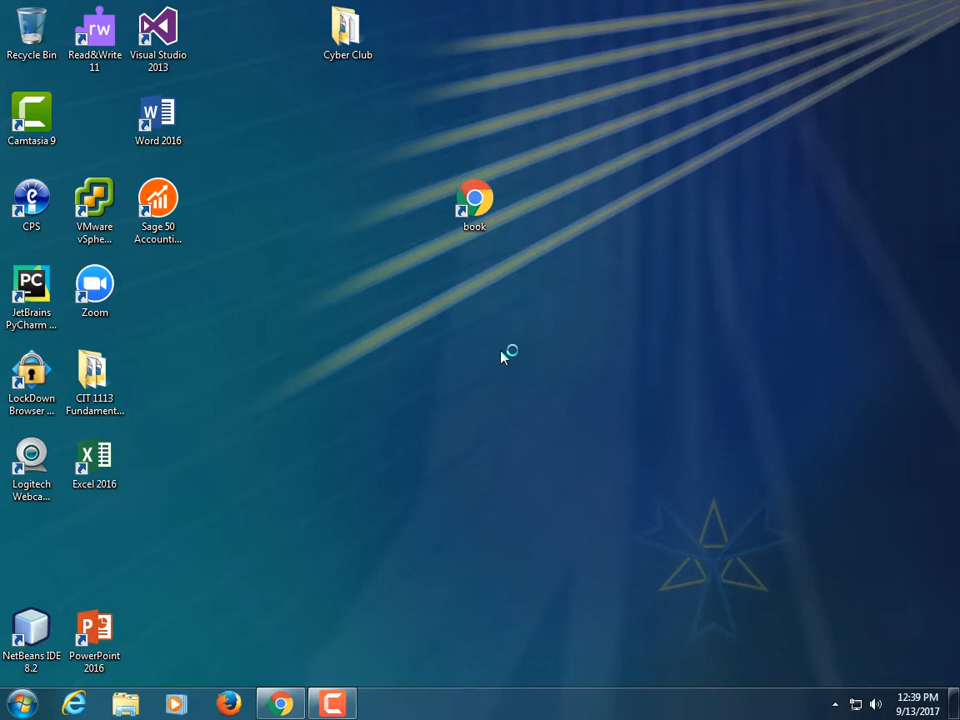 Recycle Bin
rw
Read&Write
11
Visual Studio
2013
Cyber Club
Camtasia 9
W
Word 2016
CPS
VMware
vSphe...
Sage 50
Accounti...
book
PC
JetBrains
PyCharm ...
Zoom
LockDown
Browser ...
CIT 1113
Fundament...
Logitech
Webca...
X
Excel 2016
NetBeans IDE
8.2
P
PowerPoint
2016
12:39 PM
9/13/2017